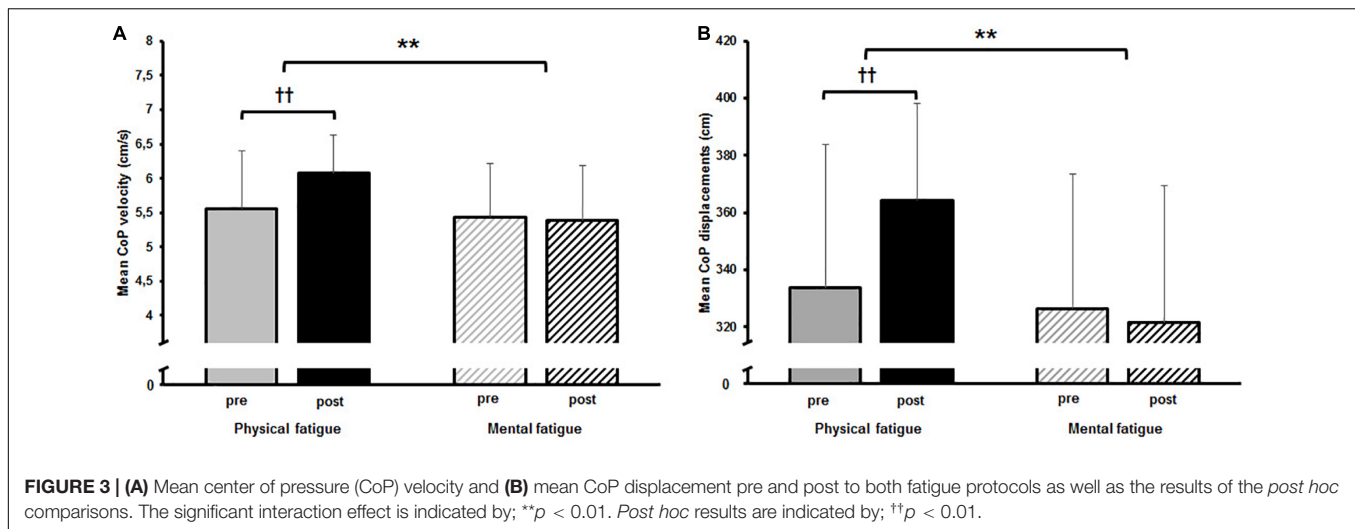 A
B
8
7,5
7
6,5
6
5,5
5
4,5
4
0
Mean CoP velocity (cm/s)
**
††
pre
post
pre
post
Physical fatigue
Mental fatigue
420
400
380
360
340
320
0
Mean CoP displacements (cm)
**
††
pre
post
pre
post
Physical fatigue
Mental fatigue
FIGURE 3 | (A) Mean center of pressure (CoP) velocity and (B) mean CoP displacement pre and post to both fatigue protocols as well as the results of the post hoc
comparisons. The significant interaction effect is indicated by; **p < 0.01. Post hoc results are indicated by; ††p < 0.01.